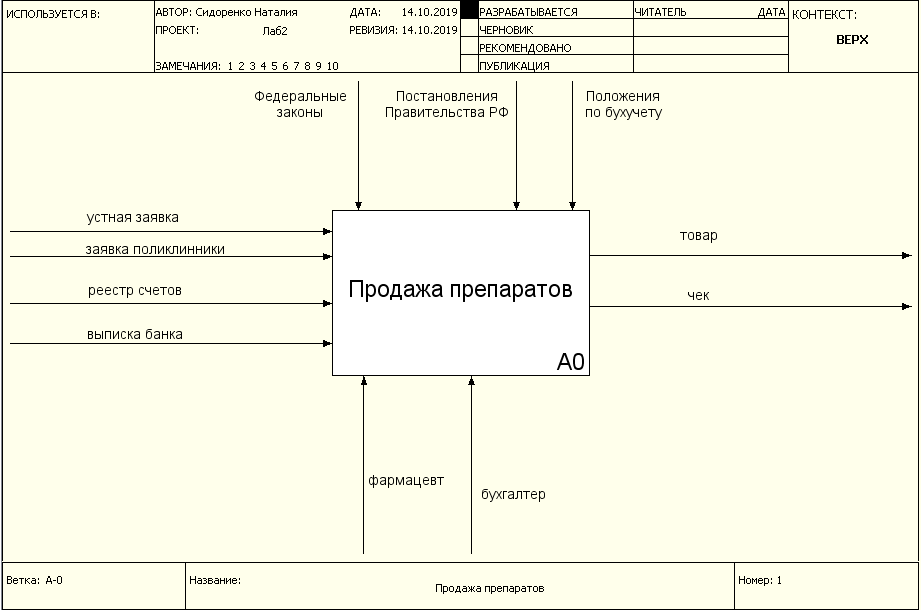 ИСПОЛЬЗУЕТСЯ В:
АВТОР: Сидоренко Наталия
ДАТА: 14.10.2019
ПРОЕКТ: Лаб2
РЕВИЗИЯ: 14.10.2019
ЗАМЕЧАНИЯ: 1 2 3 4 5 6 7 8 9 10
РАЗРАБАТЫВАЕТСЯ
ЧЕРНОВИК
РЕКОМЕНДОВАНО
ПУБЛИКАЦИЯ
ЧИТАТЕЛЬ ДАТА
КОНТЕКСТ:
ВЕРХ
Федеральные
законы
Постановления
Правительства РФ
Положения
по бухучету
устная заявка
заявка поликлинники
реестр счетов
выписка банка
Продажа препаратов
A0
товар
чек
фармацевт
бухгалтер
Ветка: A-0
Название:
Продажа препаратов
Номер: 1